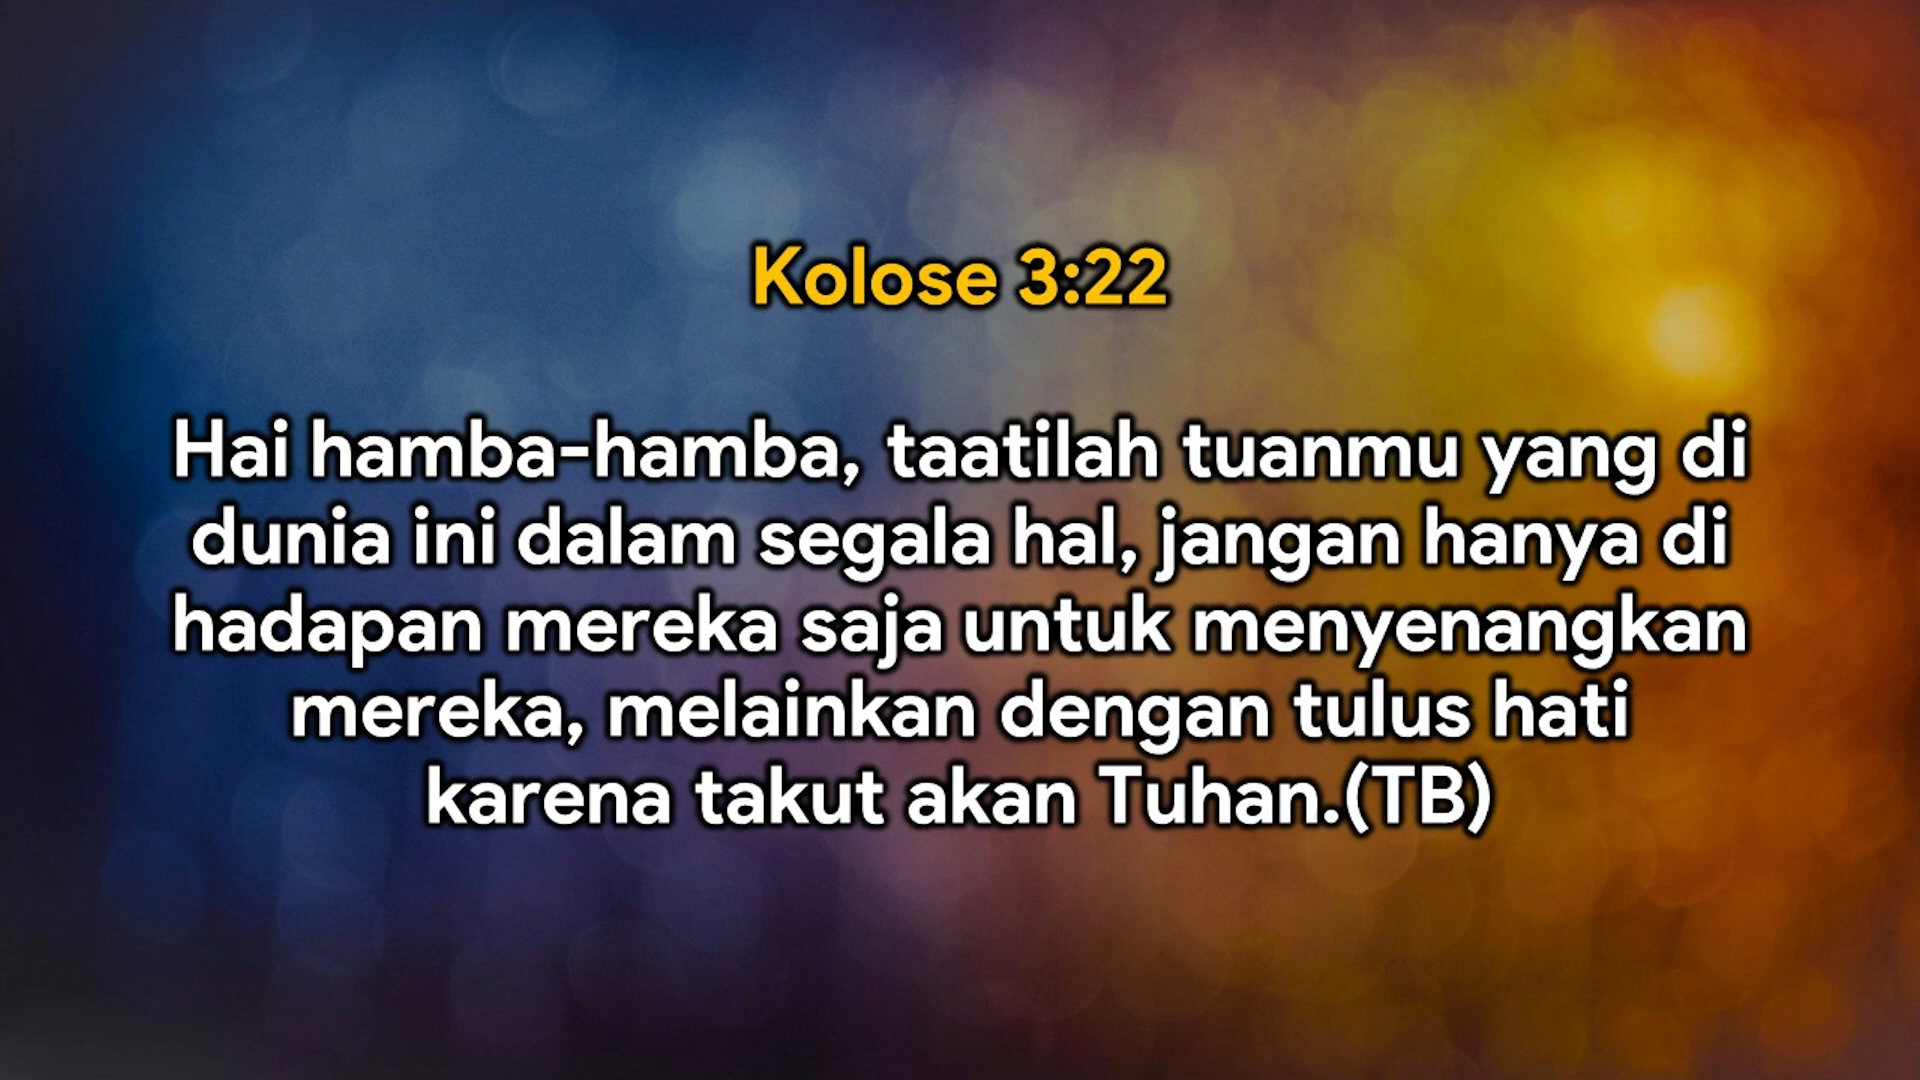 Kolose 3:22
Hai hamba-hamba, taatilah tuanmu yang di
dunia ini dalam segala hal, jangan hanya di
hadapan mereka saja untuk menyenangkan
mereka, melainkan dengan tulus hati
karena takut akan Tuhan.(TB)